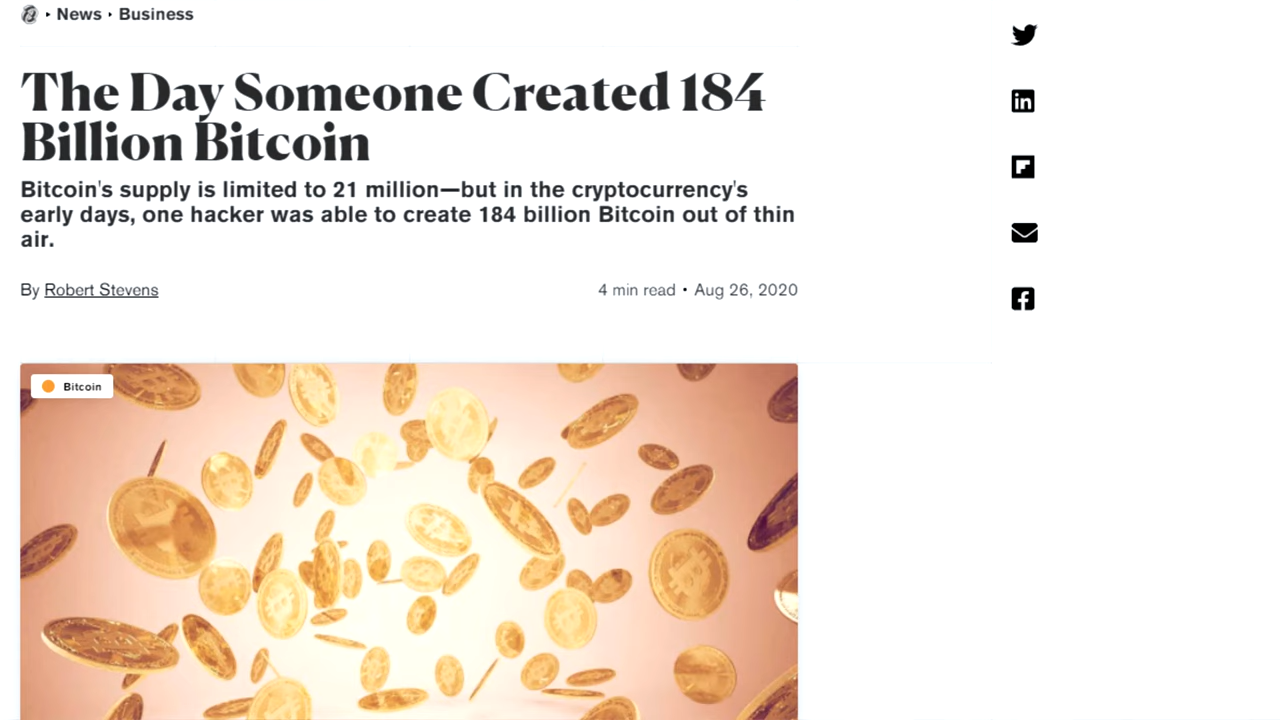 News Business
The Day Someone Created 184
Billion Bitcoin
Bitcoin's supply is limited to 21 million—but in the cryptocurrency's
early days, one hacker was able to create 184 billion Bitcoin out of thin
air.
By Robert Stevens 4 min read • Aug 26, 2020
Bitcoin